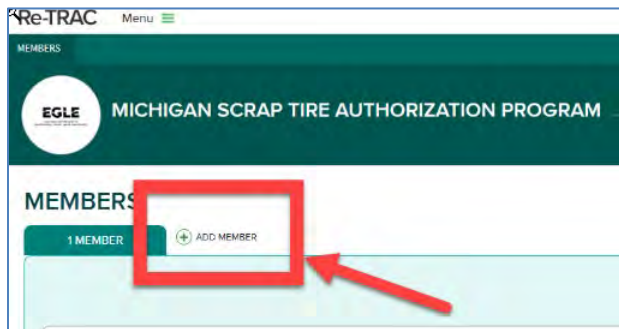 Re-TRAC Menu
MEMBERS
EGLE
MICHIGAN SCRAP TIRE AUTHORIZATION PROGRAM
MEMBERS
1 MEMBER
ADD MEMBER